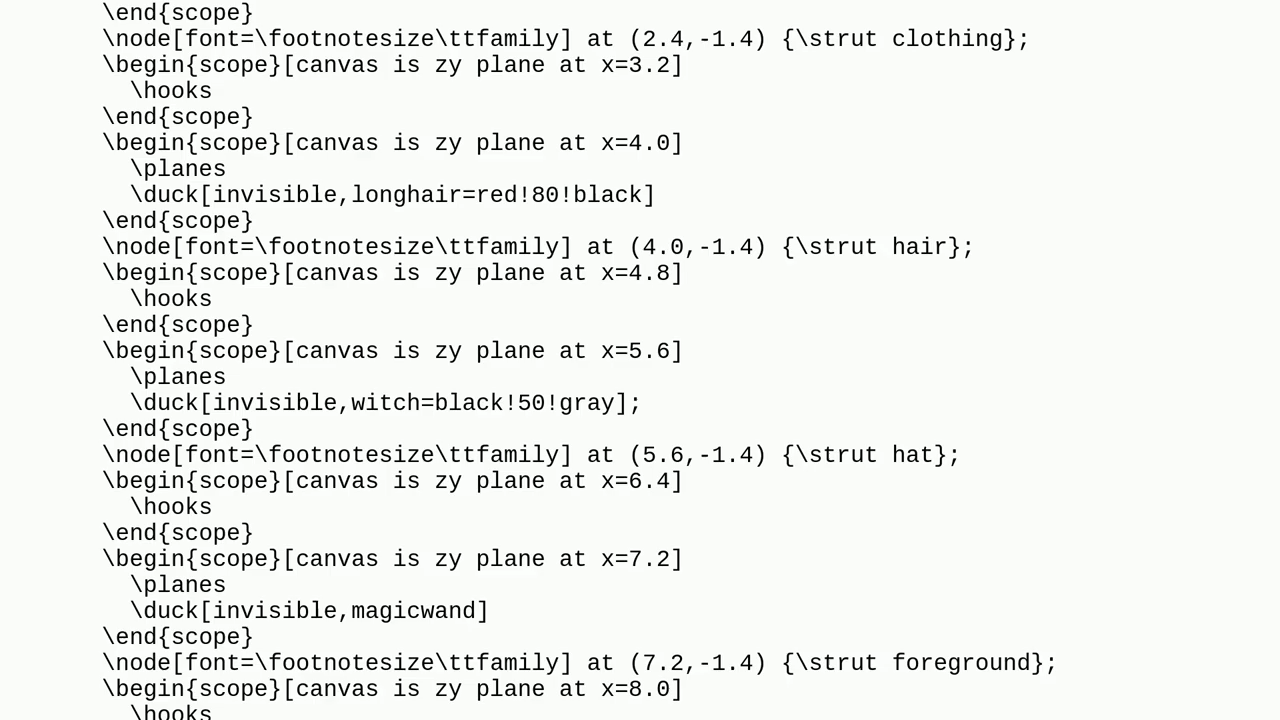 \end{scope}
\node[font=\footnotesize\ttfamily] at (2.4,-1.4) {\strut clothing};
\begin{scope}[canvas is zy plane at x=3.2]
  \hooks
\end{scope}
\begin{scope}[canvas is zy plane at x=4.0]
  \planes
  \duck[invisible,longhair=red!80!black]
\end{scope}
\node[font=\footnotesize\ttfamily] at (4.0,-1.4) {\strut hair};
\begin{scope}[canvas is zy plane at x=4.8]
  \hooks
\end{scope}
\begin{scope}[canvas is zy plane at x=5.6]
  \planes
  \duck[invisible,witch=black!50!gray];
\end{scope}
\node[font=\footnotesize\ttfamily] at (5.6,-1.4) {\strut hat};
\begin{scope}[canvas is zy plane at x=6.4]
  \hooks
\end{scope}
\begin{scope}[canvas is zy plane at x=7.2]
  \planes
  \duck[invisible,magicwand]
\end{scope}
\node[font=\footnotesize\ttfamily] at (7.2,-1.4) {\strut foreground};
\begin{scope}[canvas is zy plane at x=8.0]
  \hooks